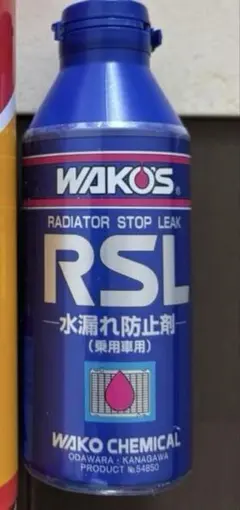 WAKO'S®
RADIATOR STOP LEAK
RSL
水漏れ防止剤
(乗用車用)
WAKO CHEMICAL
ODAWARA・KANAGAWA
PRODUCT №54850